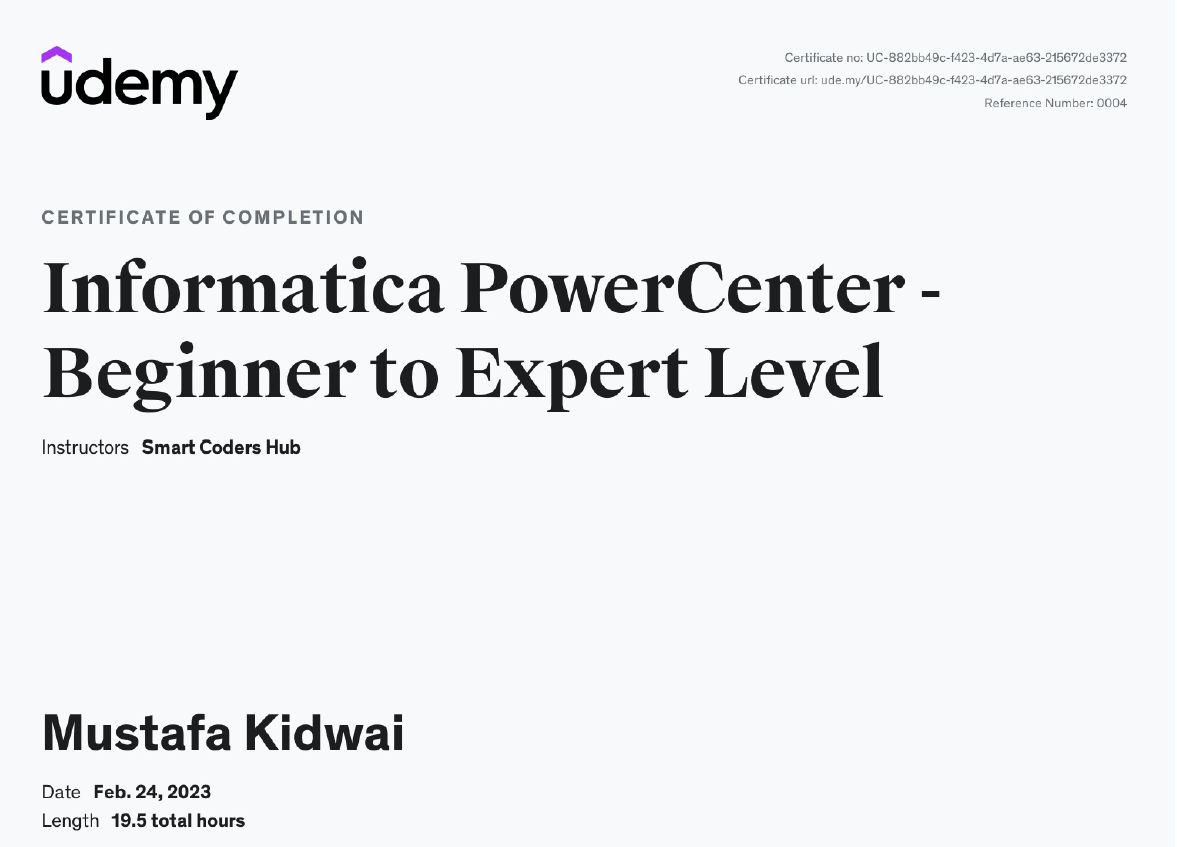 udemy
Certificate no: UC-882bb49c-f423-4d7a-ae63-215672de3372
Certificate url: ude.my/UC-882bb49c-f423-4d7a-ae63-215672de3372
Reference Number: 0004
CERTIFICATE OF COMPLETION
Informatica PowerCenter -
Beginner to Expert Level
Instructors Smart Coders Hub
Mustafa Kidwai
Date Feb. 24, 2023
Length 19.5 total hours